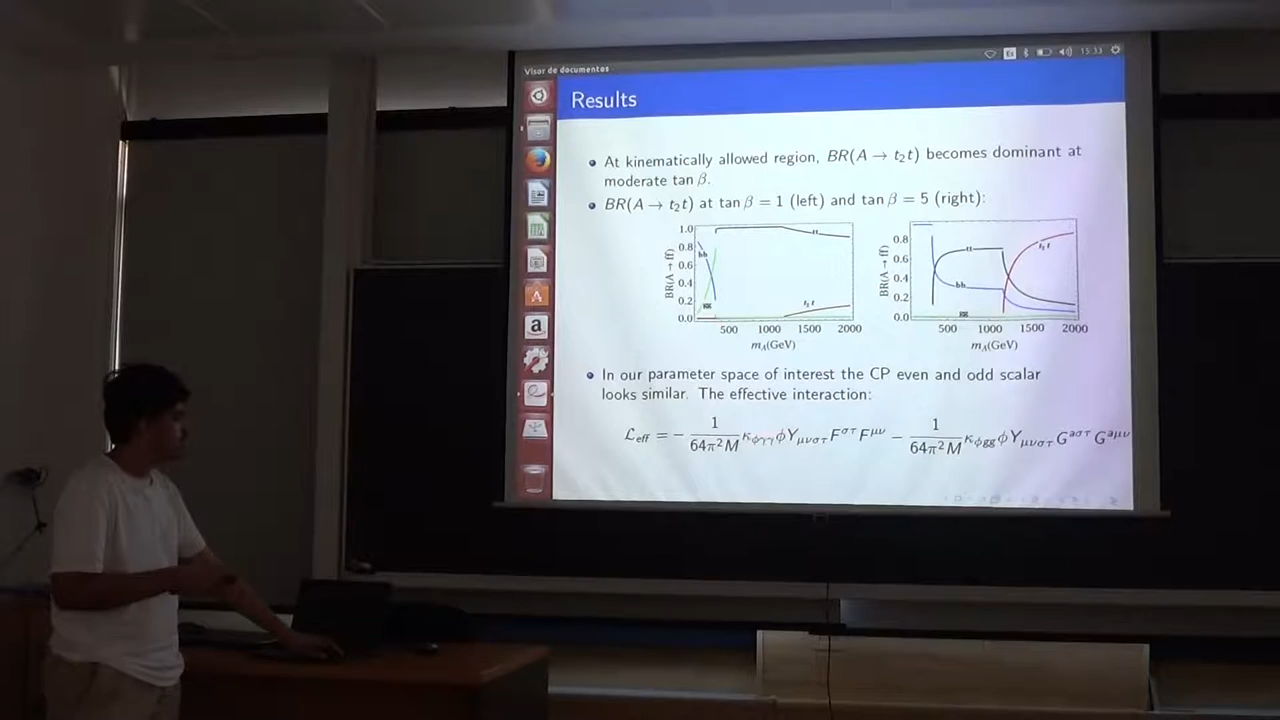 Visor de documentos
Es
15:33
Results
At kinematically allowed region, BR(A → t₂t) becomes dominant at
moderate tan β.
BR(A → t₂t) at tan β = 1 (left) and tan β = 5 (right):
BR(A → ff)
1.0
0.8
0.6
0.4
0.2
0.0
bb
tt
t₂ t
500 1000 1500 2000
m_A(GeV)
BR(A → ff)
0.8
0.6
0.4
0.2
0.0
tt
bb
t₂ t
500 1000 1500 2000
m_A(GeV)
In our parameter space of interest the CP even and odd scalar
looks similar. The effective interaction:
ℒ_eff = − 1/(64π²M) κ_ϕγγ ϕY_μνστ F^στ F^μν − 1/(64π²M) κ_ϕgg ϕY_μνστ G^aστ G^aμν